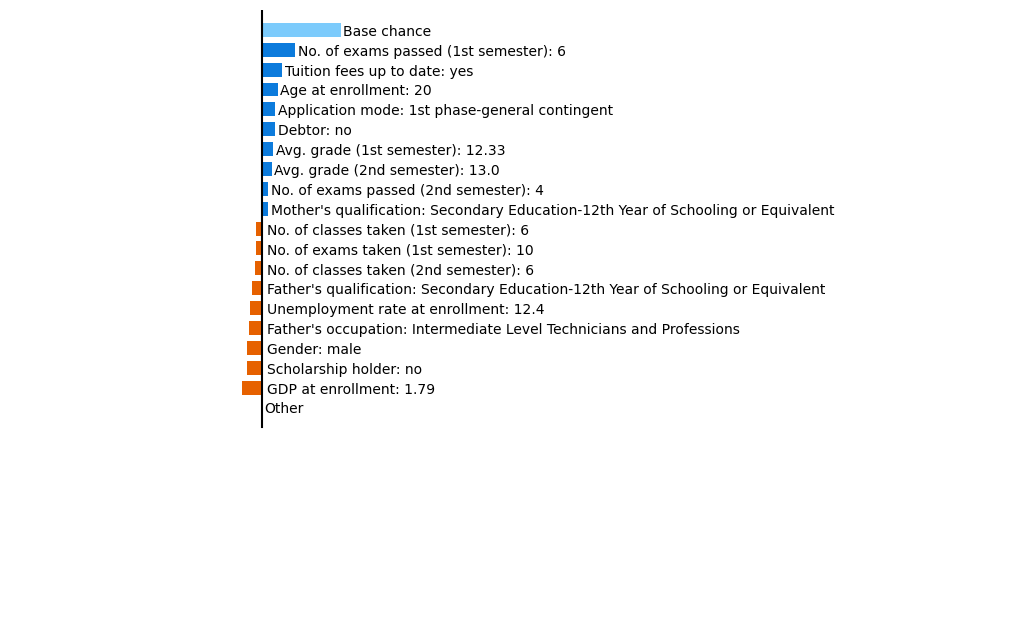 Base chance
No. of exams passed (1st semester): 6
Tuition fees up to date: yes
Age at enrollment: 20
Application mode: 1st phase-general contingent
Debtor: no
Avg. grade (1st semester): 12.33
Avg. grade (2nd semester): 13.0
No. of exams passed (2nd semester): 4
Mother's qualification: Secondary Education-12th Year of Schooling or Equivalent
No. of classes taken (1st semester): 6
No. of exams taken (1st semester): 10
No. of classes taken (2nd semester): 6
Father's qualification: Secondary Education-12th Year of Schooling or Equivalent
Unemployment rate at enrollment: 12.4
Father's occupation: Intermediate Level Technicians and Professions
Gender: male
Scholarship holder: no
GDP at enrollment: 1.79
Other